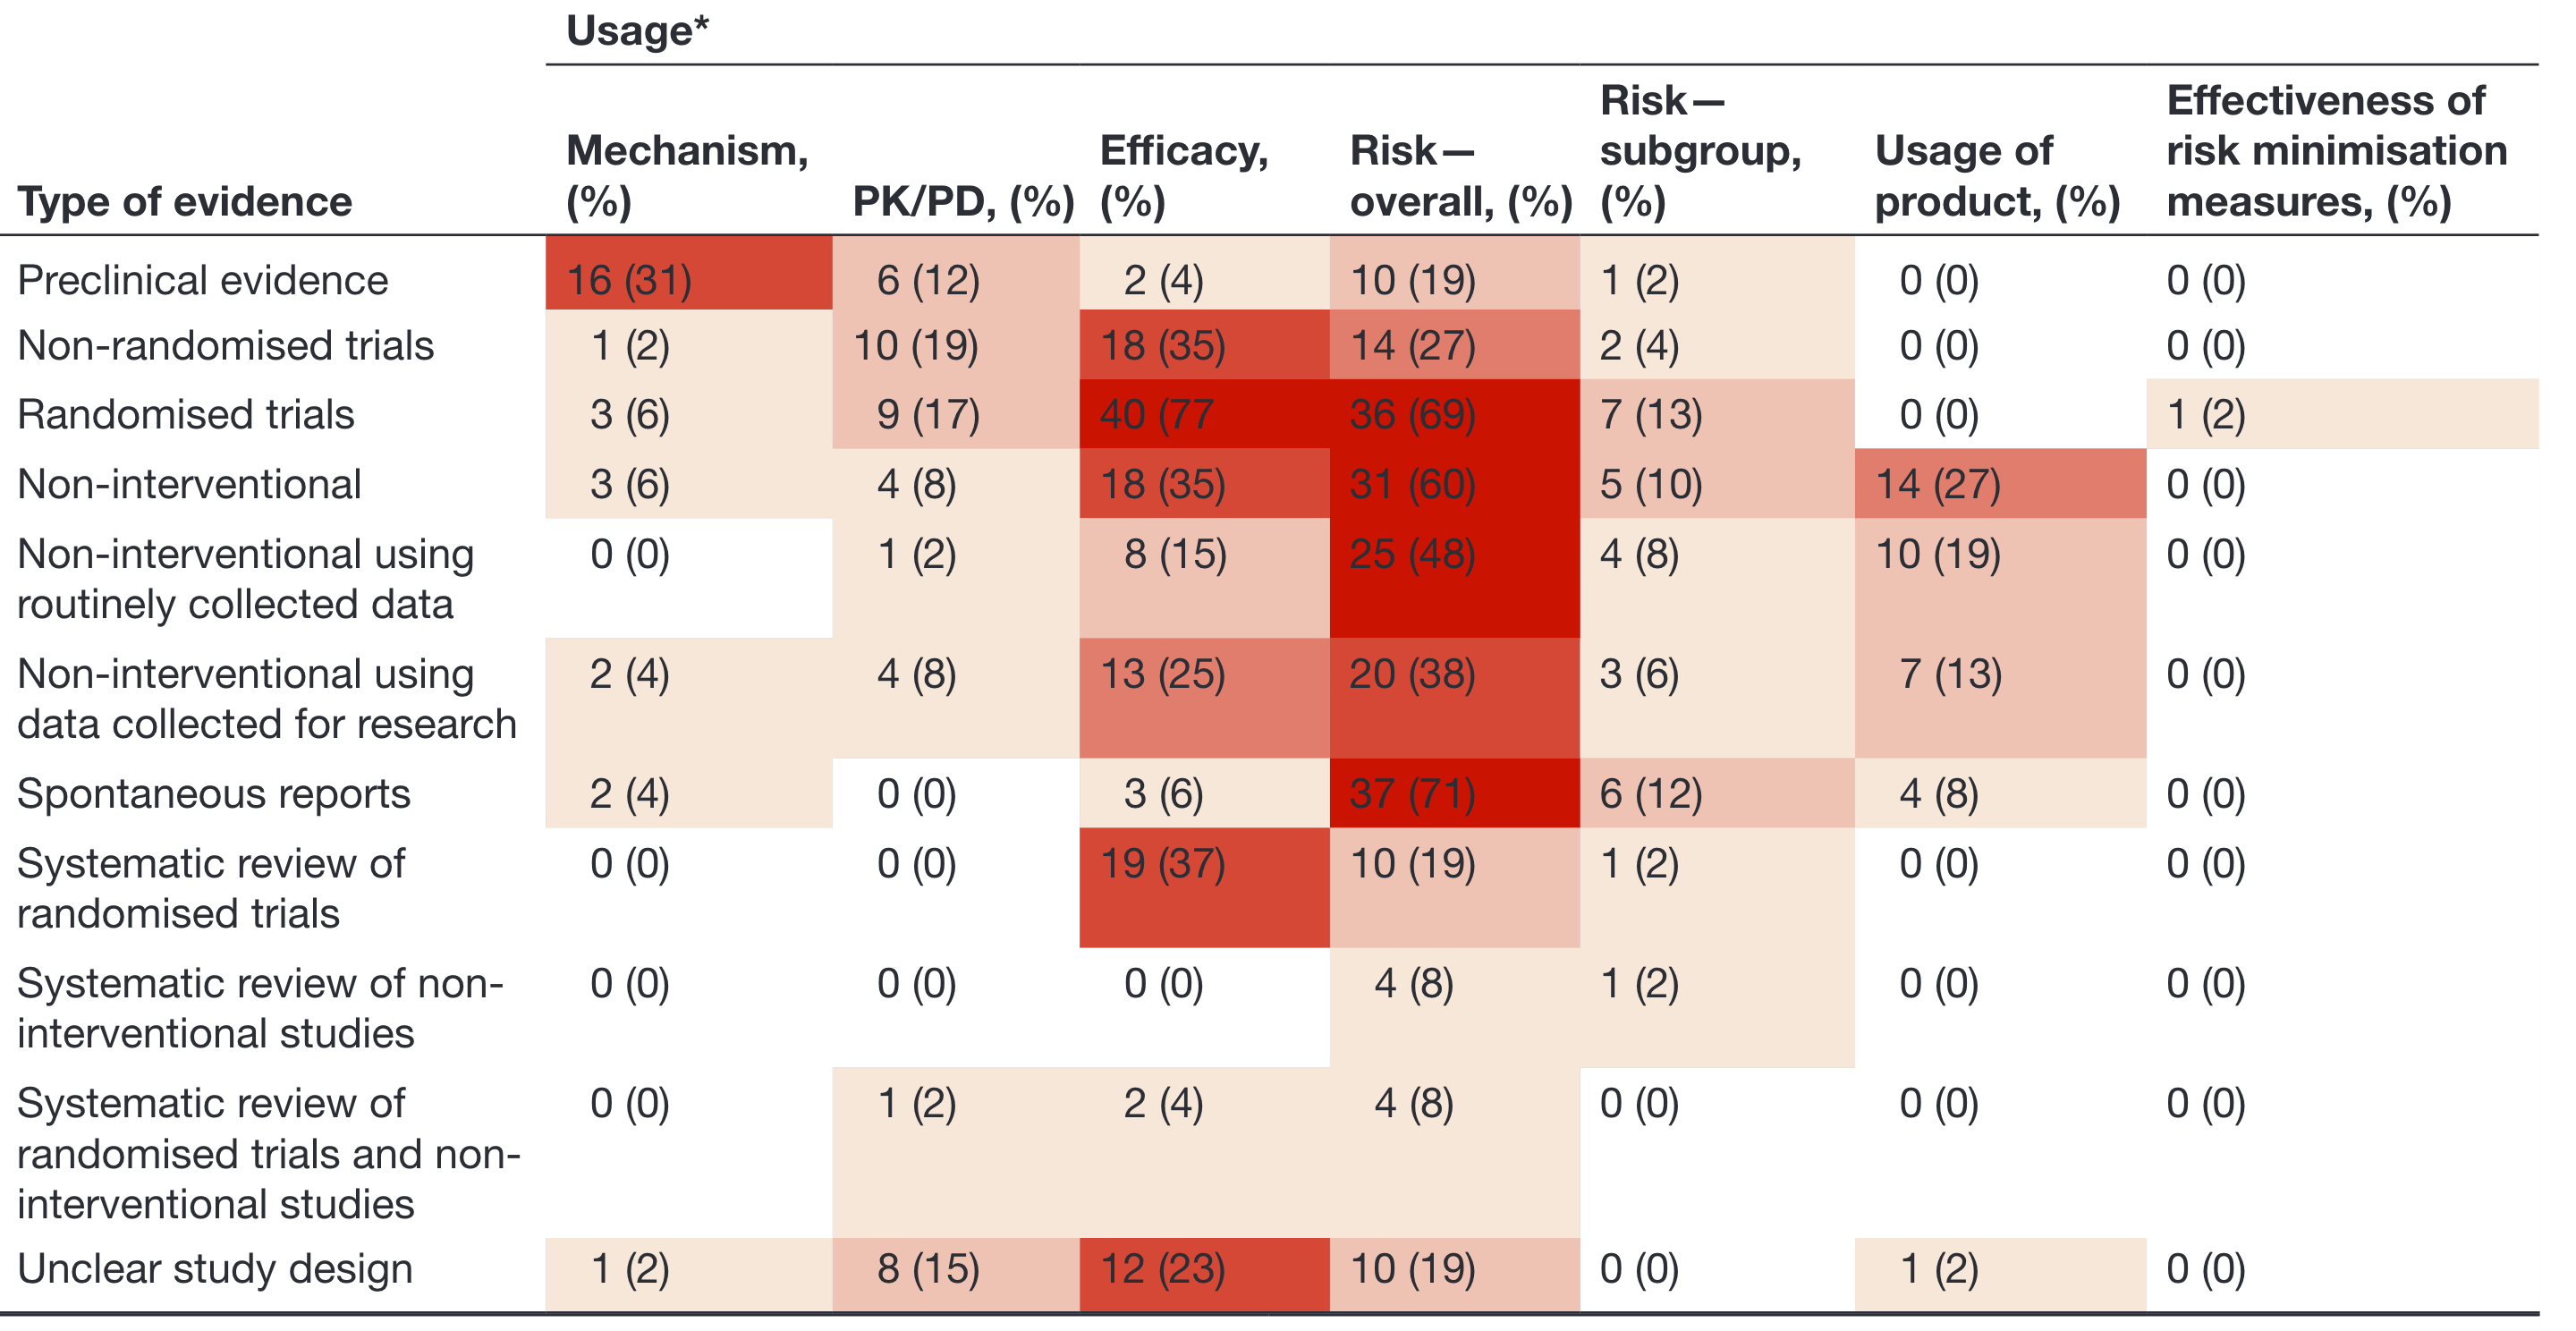 Usage*
Type of evidence Mechanism, (%) PK/PD, (%) Efficacy, (%) Risk—overall, (%) Risk—subgroup, (%) Usage of product, (%) Effectiveness of risk minimisation measures, (%)
Preclinical evidence 16 (31) 6 (12) 2 (4) 10 (19) 1 (2) 0 (0) 0 (0)
Non-randomised trials 1 (2) 10 (19) 18 (35) 14 (27) 2 (4) 0 (0) 0 (0)
Randomised trials 3 (6) 9 (17) 40 (77 36 (69) 7 (13) 0 (0) 1 (2)
Non-interventional 3 (6) 4 (8) 18 (35) 31 (60) 5 (10) 14 (27) 0 (0)
Non-interventional using 0 (0) 1 (2) 8 (15) 25 (48) 4 (8) 10 (19) 0 (0)
routinely collected data
Non-interventional using 2 (4) 4 (8) 13 (25) 20 (38) 3 (6) 7 (13) 0 (0)
data collected for research
Spontaneous reports 2 (4) 0 (0) 3 (6) 37 (71) 6 (12) 4 (8) 0 (0)
Systematic review of 0 (0) 0 (0) 19 (37) 10 (19) 1 (2) 0 (0) 0 (0)
randomised trials
Systematic review of non- 0 (0) 0 (0) 0 (0) 4 (8) 1 (2) 0 (0) 0 (0)
interventional studies
Systematic review of 0 (0) 1 (2) 2 (4) 4 (8) 0 (0) 0 (0) 0 (0)
randomised trials and non-
interventional studies
Unclear study design 1 (2) 8 (15) 12 (23) 10 (19) 0 (0) 1 (2) 0 (0)